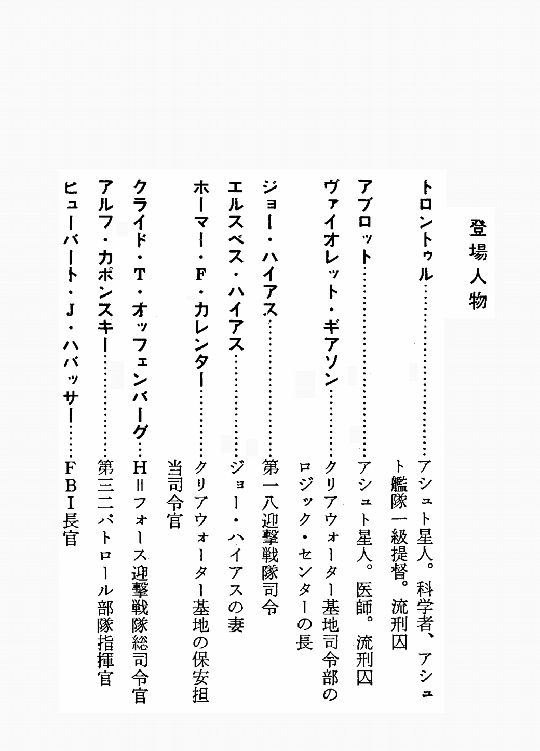 登場人物
トロントゥル……………………アシュト星人。科学者、アシュ
ト艦隊一級提督。流刑囚
アブロット………………………アシュト星人。医師。流刑囚
ヴァイオレット・ギアソン………クリアウォーター基地司令部の
ロジック・センターの長
ジョー・ハイアス………………第一八迎撃戦隊司令
エルスペス・ハイアス…………ジョー・ハイアスの妻
ホーマー・F・カレンター………クリアウォーター基地の保安担
当司令官
クライド・T・オッフェンバーグ…H=フォース迎撃戦隊総司令官
アルフ・カポンスキー……………第三二パトロール部隊指揮官
ヒューバート・J・ハバッサー……FBI長官